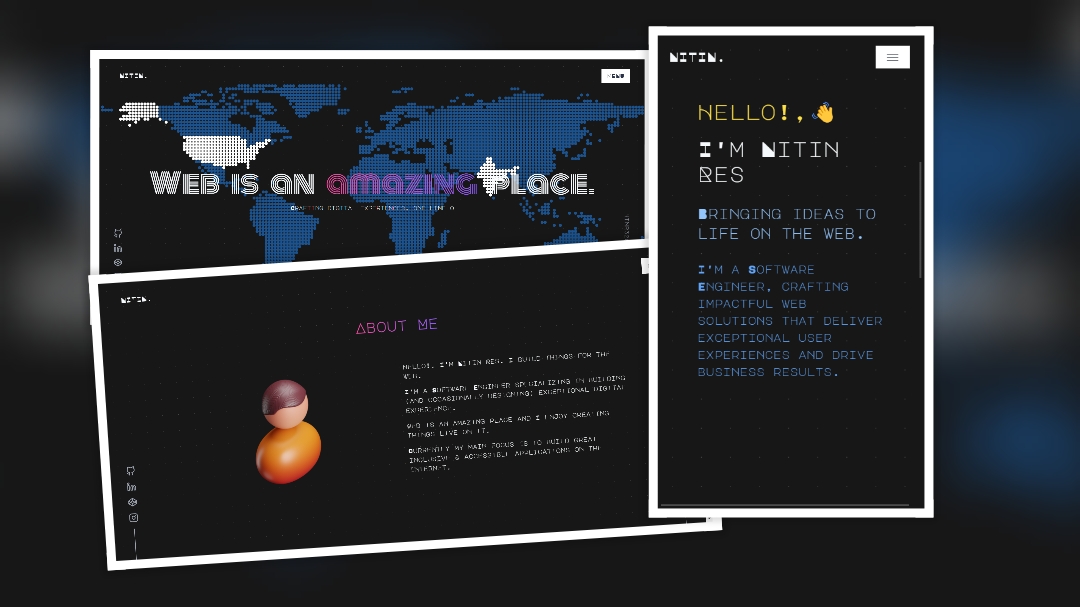 NITIN.
MENU
WEB IS AN amazing PLACE.
CRAFTING DIGITAL EXPERIENCES, ONE LINE O
NITIN.
ABOUT ME
HELLO!, I'M NITIN RES. I BUILD THINGS FOR THE
WEB.
I'M A SOFTWARE ENGINEER SPECIALIZING IN BUILDING
(AND OCCASIONALLY DESIGNING) EXCEPTIONAL DIGITAL
EXPERIENCE.
WEB IS AN AMAZING PLACE AND I ENJOY CREATING
THINGS LIVE ON IT.
CURRENTLY MY MAIN FOCUS IS TO BUILD GREAT
INCLUSIVE & ACCESSIBLE APPLICATIONS ON THE
INTERNET.
NITIN.
HELLO!, 👋
I'M NITIN
RES
BRINGING IDEAS TO
LIFE ON THE WEB.
I'M A SOFTWARE
ENGINEER, CRAFTING
IMPACTFUL WEB
SOLUTIONS THAT DELIVER
EXCEPTIONAL USER
EXPERIENCES AND DRIVE
BUSINESS RESULTS.